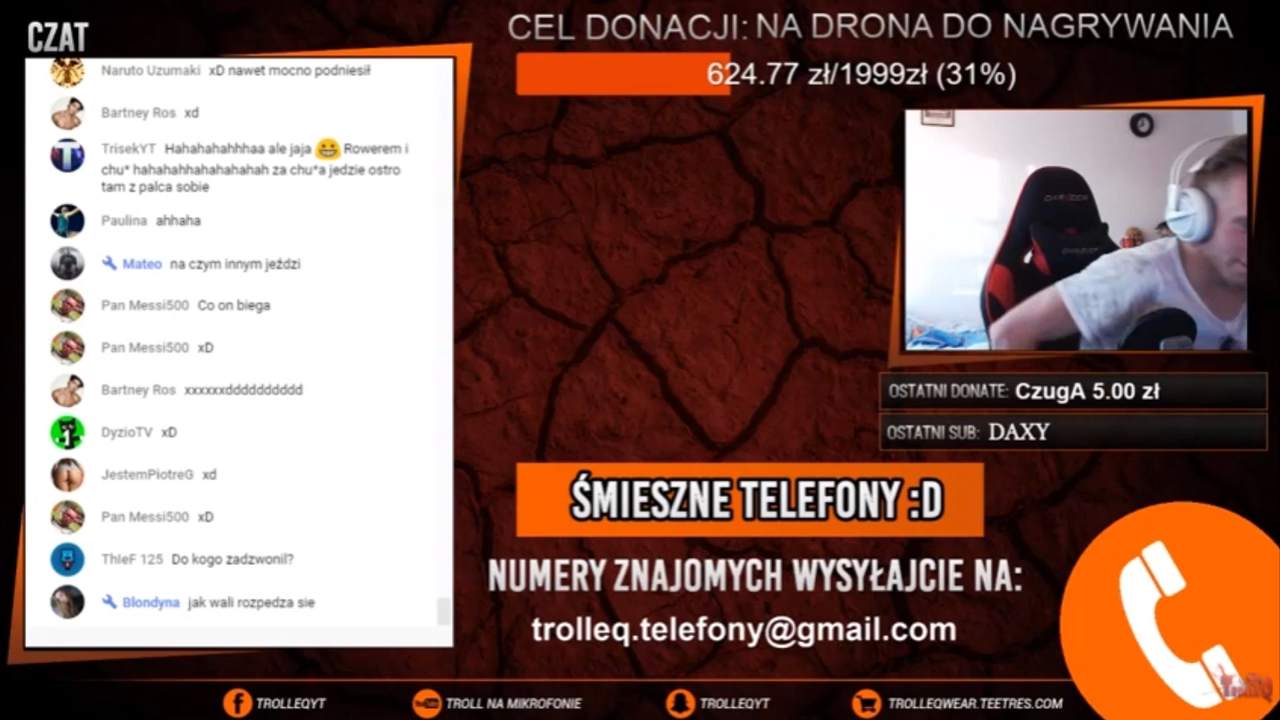 CZAT
CEL DONACJI: NA DRONA DO NAGRYWANIA
624.77 zł/1999zł (31%)
Naruto Uzumaki xD nawet mocno podniesił
Bartney Ros xd
TrisekYT Hahahahahhhaa ale jaja 😀 Rowerem i
chu* hahahahhahahahahah za chu*a jedzie ostro
tam z palca sobie
Paulina ahhaha
Mateo na czym innym jeździ
Pan Messi500 Co on biega
Pan Messi500 xD
Bartney Ros xxxxxxdddddddddd
DyzioTV xD
JestemPiotreG xd
Pan Messi500 xD
ThIeF 125 Do kogo zadzwonil?
Blondyna jak wali rozpedza sie
OSTATNI DONATE: CzugA 5.00 zł
OSTATNI SUB: DAXY
ŚMIESZNE TELEFONY :D
NUMERY ZNAJOMYCH WYSYŁAJCIE NA:
trolleq.telefony@gmail.com
TROLLEQYT
TROLL NA MIKROFONIE
TROLLEQYT
TROLLEQWEAR.TEETRES.COM